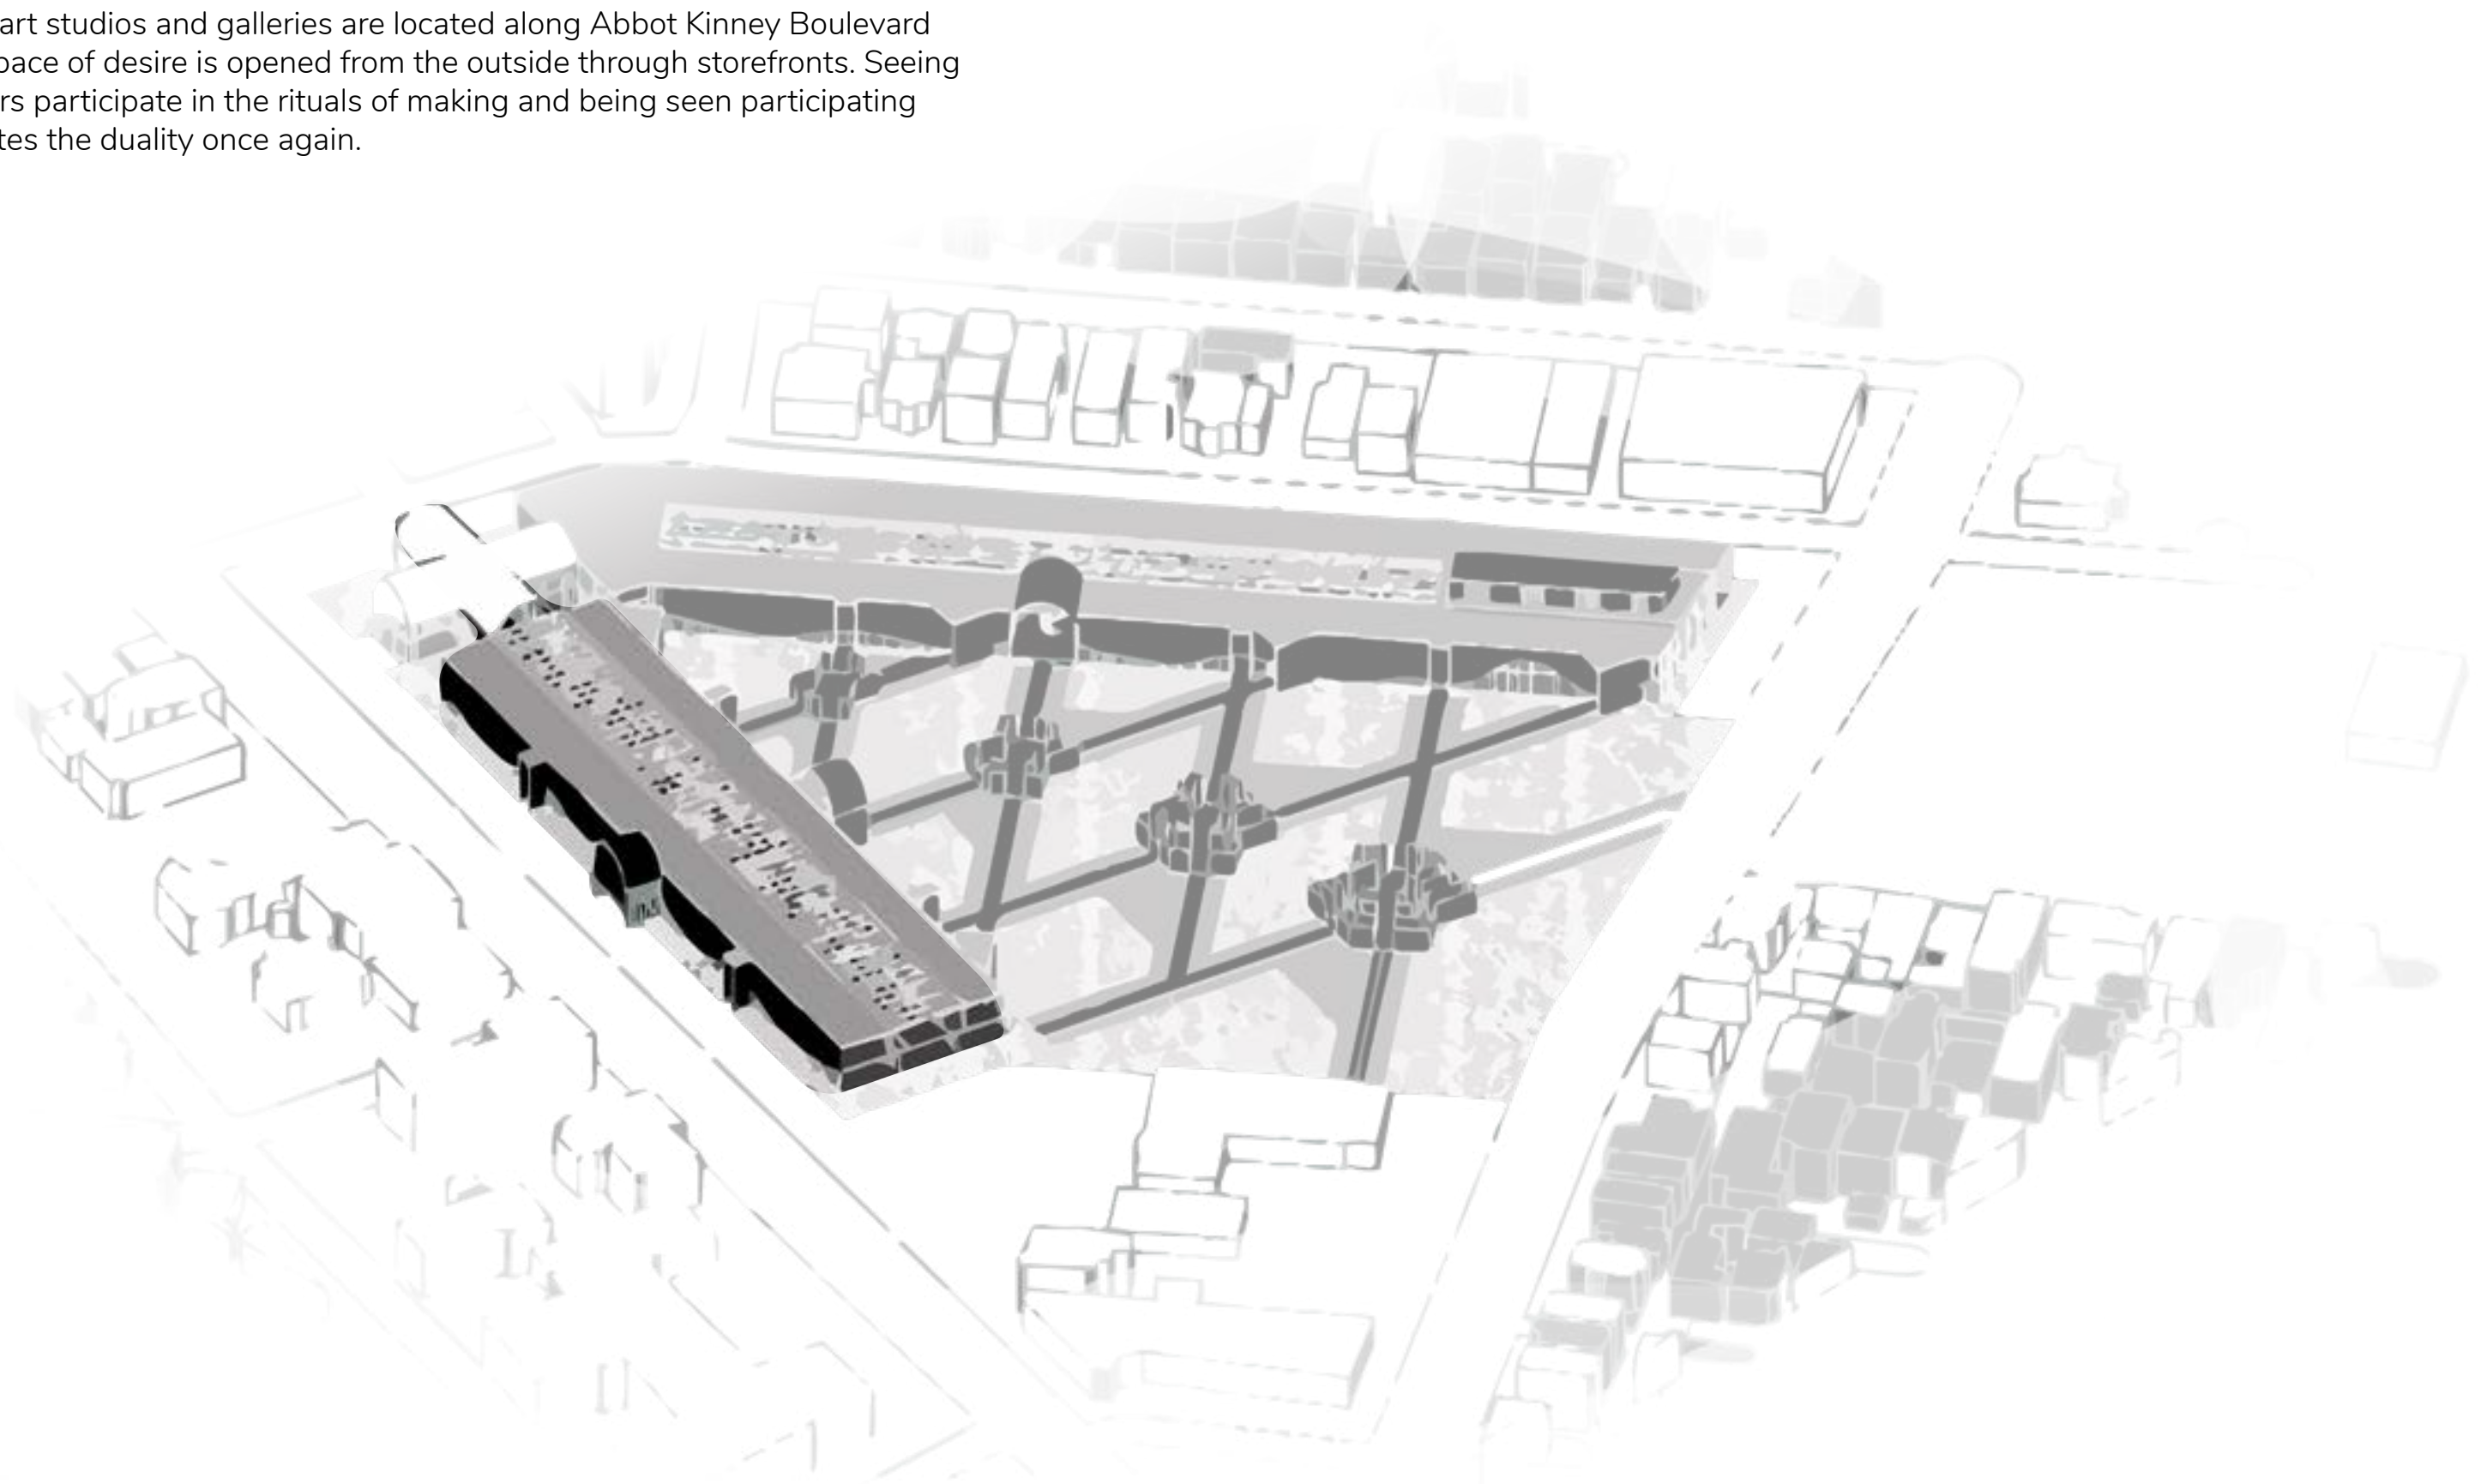 art studios and galleries are located along Abbot Kinney Boulevard
pace of desire is opened from the outside through storefronts. Seeing
rs participate in the rituals of making and being seen participating
tes the duality once again.